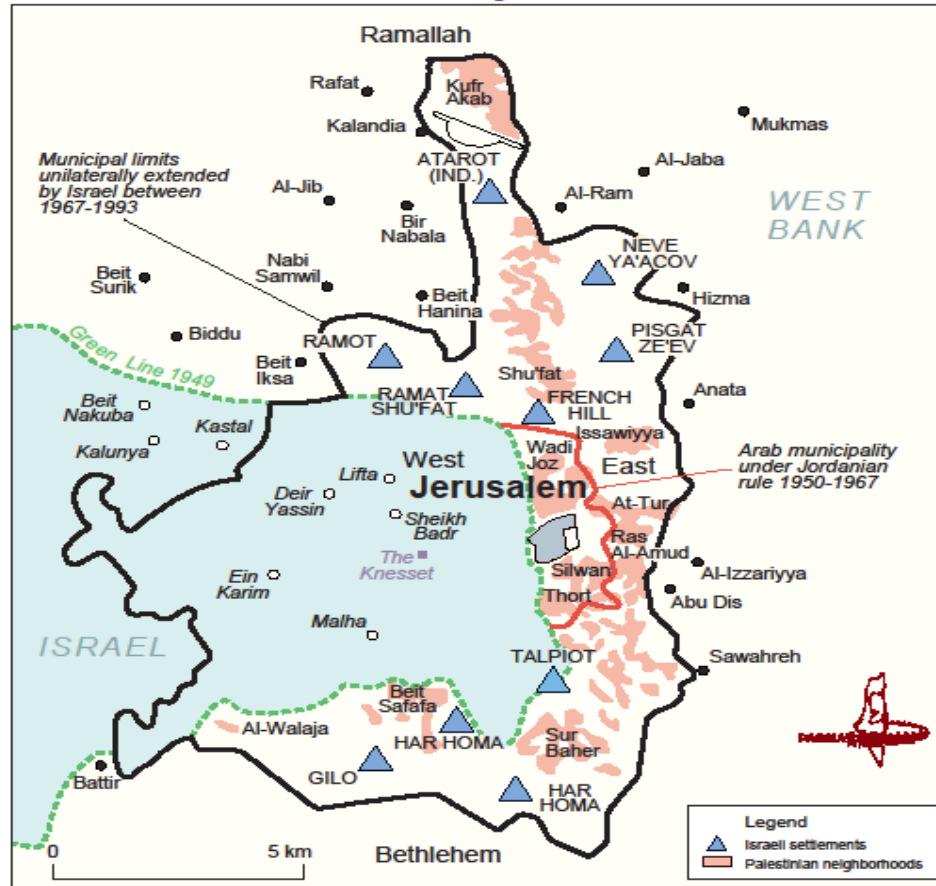 Ramallah
Rafat
Kufr
Akab
Kalandia
Mukmas
Municipal limits
unilaterally extended
by Israel between
1967-1993
ATAROT
(IND.)
Al-Jaba
Al-Jib
Al-Ram
Bir
Nabala
WEST
BANK
NEVE
YA'ACOV
Nabi
Samwil
Beit
Surik
Beit
Hanina
Hizma
Biddu
RAMOT
PISGAT
ZE'EV
Green Line 1949
Beit
Iksa
Shu'fat
RAMAT
SHU'FAT
FRENCH
HILL
Anata
Beit
Nakuba
Kastal
Kalunya
Issawiyya
Wadi
Joz
East
West
Jerusalem
Arab municipality
under Jordanian
rule 1950-1967
Lifta
Deir
Yassin
At-Tur
Sheikh
Badr
Ras
Al-Amud
The
Knesset
Silwan
Al-Izzariyya
Ein
Karim
Thort
Abu Dis
Malha
ISRAEL
TALPIOT
Sawahreh
Beit
Safafa
Al-Walaja
HAR HOMA
Sur
Baher
GILO
Battir
HAR
HOMA
0 5 km
Bethlehem
Legend
Israeli settlements
Palestinian neighborhoods